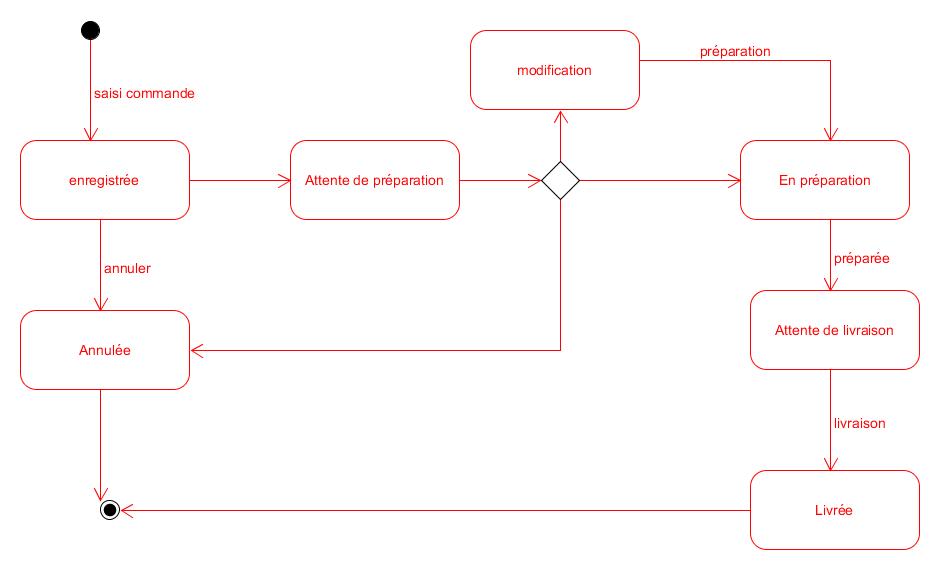 saisi commande
modification
préparation
enregistrée
Attente de préparation
En préparation
annuler
préparée
Annulée
Attente de livraison
livraison
Livrée